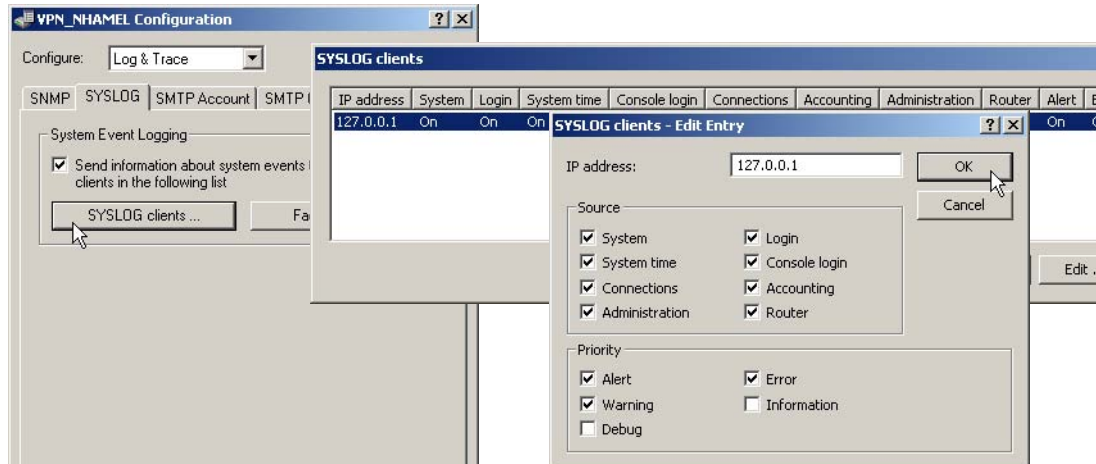 VPN_NHAMEL Configuration
Configure: Log & Trace
SNMP SYSLOG SMTP Account SMTP
System Event Logging
Send information about system events
clients in the following list
SYSLOG clients ...
SYSLOG clients
IP address System Login System time Console login Connections Accounting Administration Router Alert
127.0.0.1 On On On On
Edit .
SYSLOG clients - Edit Entry
IP address: 127.0.0.1
OK
Cancel
Source
System Login
System time Console login
Connections Accounting
Administration Router
Priority
Alert Error
Warning Information
Debug